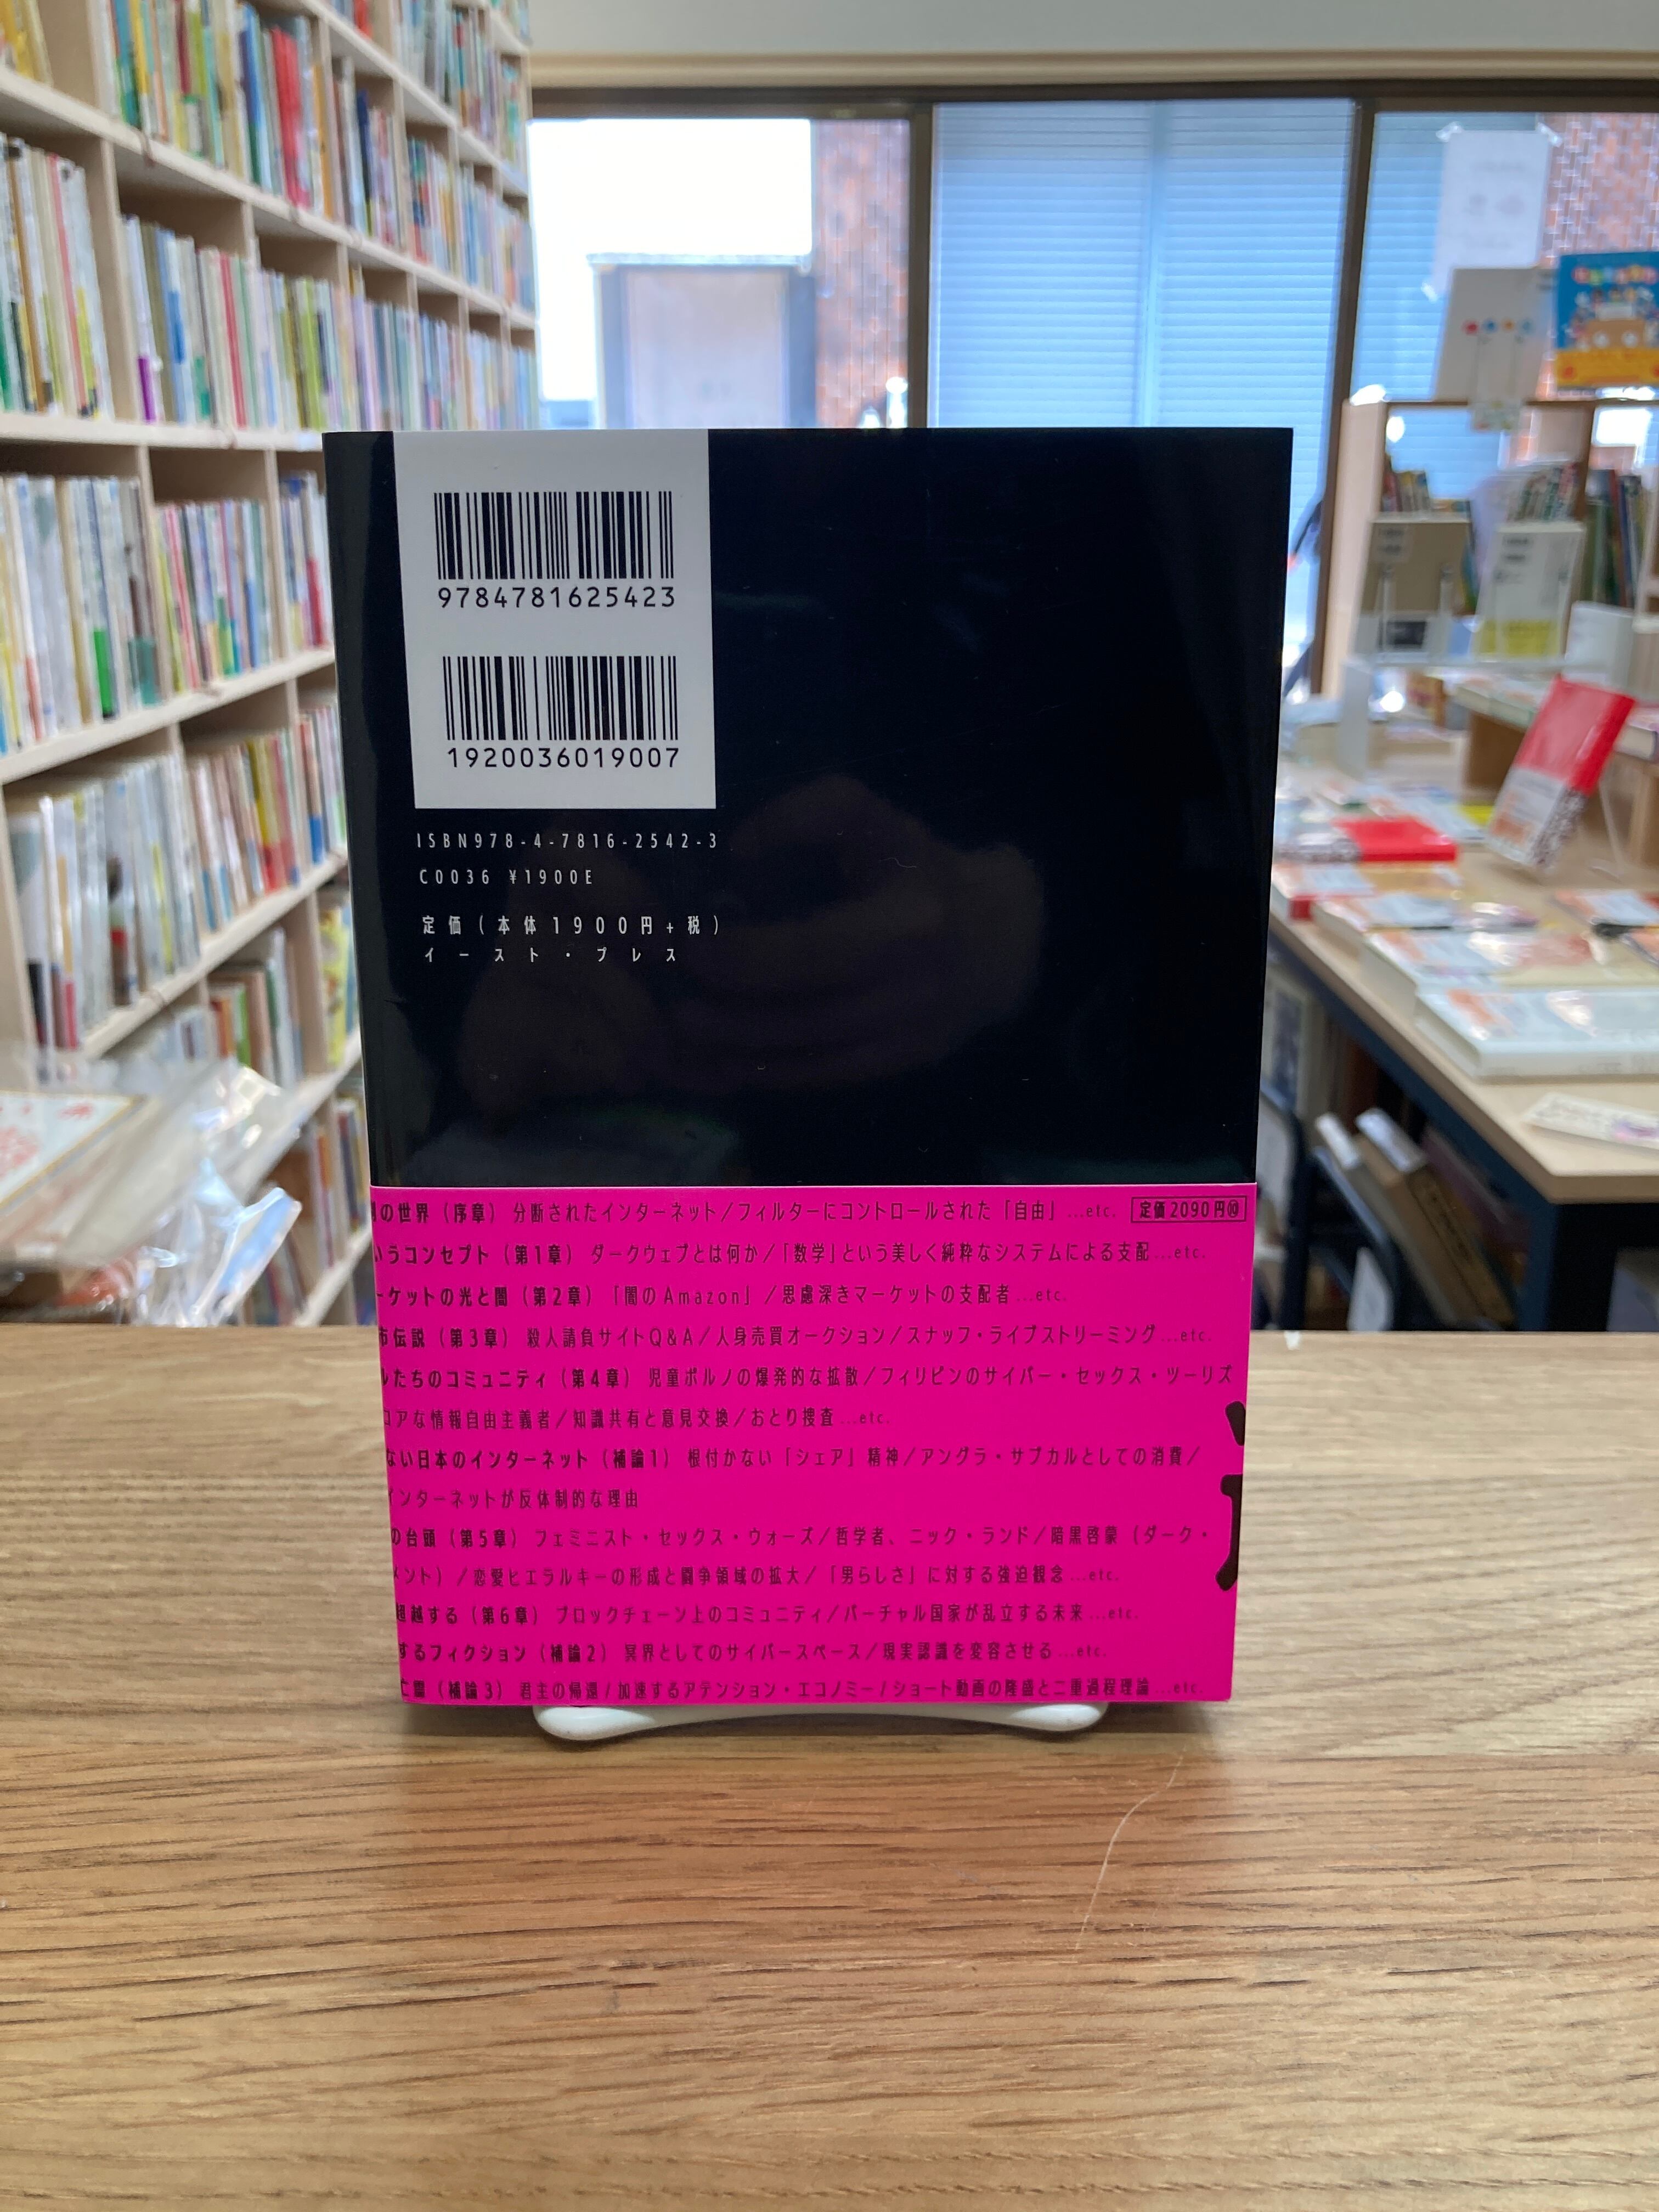 9784781625423
1920036019007
ISBN978-4-7816-2542-3
C0036 ¥1900E
定価(本体1900円+税)
イースト・プレス
の世界(序章) 分断されたインターネット/フィルターにコントロールされた「自由」…etc. 定価2090円⑩
いうコンセプト(第1章) ダークウェブとは何か/「数学」という美しく純粋なシステムによる支配…etc.
ーケットの光と闇(第2章) 「闇のAmazon」/思慮深きマーケットの支配者…etc.
市伝説(第3章) 殺人請負サイトQ&A/人身売買オークション/スナッフ・ライブストリーミング…etc.
たちのコミュニティ(第4章) 児童ポルノの爆発的な拡散/フィリピンのサイバー・セックス・ツーリズ
コアな情報自由主義者/知識共有と意見交換/おとり捜査…etc.
ない日本のインターネット(補論1) 根付かない「シェア」精神/アングラ・サブカルとしての消費/
インターネットが反体制的な理由
の台頭(第5章) フェミニスト・セックス・ウォーズ/哲学者、ニック・ランド/暗黒啓蒙(ダーク・
メント)/恋愛ヒエラルキーの形成と闘争領域の拡大/「男らしさ」に対する強迫観念…etc.
超越する(第6章) ブロックチェーン上のコミュニティ/バーチャル国家が乱立する未来…etc.
するフィクション(補論2) 冥界としてのサイバースペース/現実認識を変容させる…etc.
亡霊(補論3) 君主の帰還/加速するアテンション・エコノミー/ショート動画の隆盛と二重過程理論…etc.